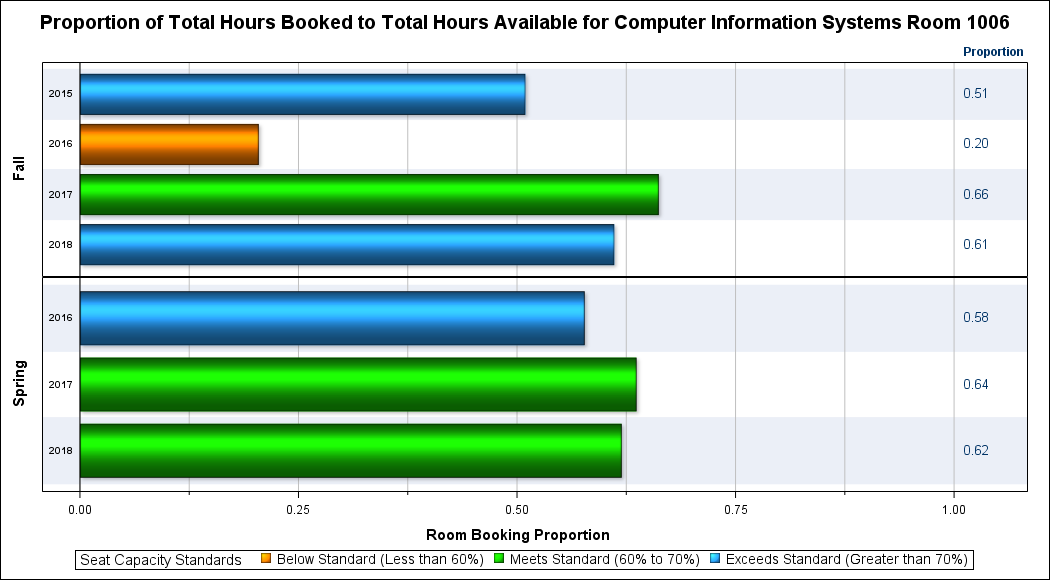 Proportion of Total Hours Booked to Total Hours Available for Computer Information Systems Room 1006
Proportion
Fall
2015 0.51
2016 0.20
2017 0.66
2018 0.61
Spring
2016 0.58
2017 0.64
2018 0.62
0.00 0.25 0.50 0.75 1.00
Room Booking Proportion
Seat Capacity Standards Below Standard (Less than 60%) Meets Standard (60% to 70%) Exceeds Standard (Greater than 70%)